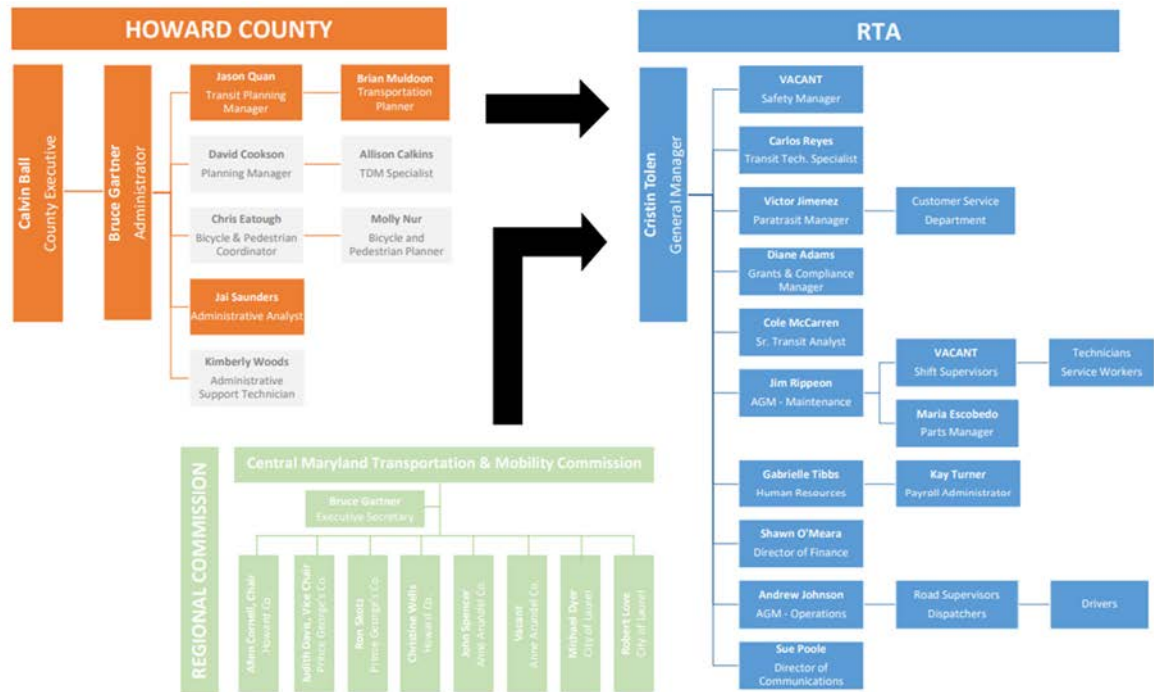 HOWARD COUNTY
Calvin Ball
County Executive
Bruce Gartner
Administrator
Jason Quan
Transit Planning
Manager
Brian Muldoon
Transportation
Planner
David Cookson
Planning Manager
Allison Calkins
TDM Specialist
Chris Eatough
Bicycle & Pedestrian
Coordinator
Molly Nur
Bicycle and
Pedestrian Planner
Jai Saunders
Administrative Analyst
Kimberly Woods
Administrative
Support Technician
REGIONAL COMMISSION
Central Maryland Transportation & Mobility Commission
Bruce Gartner
Executive Secretary
Allen Cornell, Chair
Howard Co.
Judith Davis, Vice Chair
Prince George's Co.
Ron Skotz
Prince George's Co.
Christine Wells
Howard Co.
John Spencer
Anne Arundel Co.
Vacant
Anne Arundel Co.
Michael Dyer
City of Laurel
Robert Love
City of Laurel
RTA
Cristin Tolen
General Manager
VACANT
Safety Manager
Carlos Reyes
Transit Tech. Specialist
Victor Jimenez
Paratrasit Manager
Customer Service
Department
Diane Adams
Grants & Compliance
Manager
Cole McCarren
Sr. Transit Analyst
Jim Rippeon
AGM - Maintenance
VACANT
Shift Supervisors
Technicians
Service Workers
Maria Escobedo
Parts Manager
Gabrielle Tibbs
Human Resources
Kay Turner
Payroll Administrator
Shawn O'Meara
Director of Finance
Andrew Johnson
AGM - Operations
Road Supervisors
Dispatchers
Drivers
Sue Poole
Director of
Communications